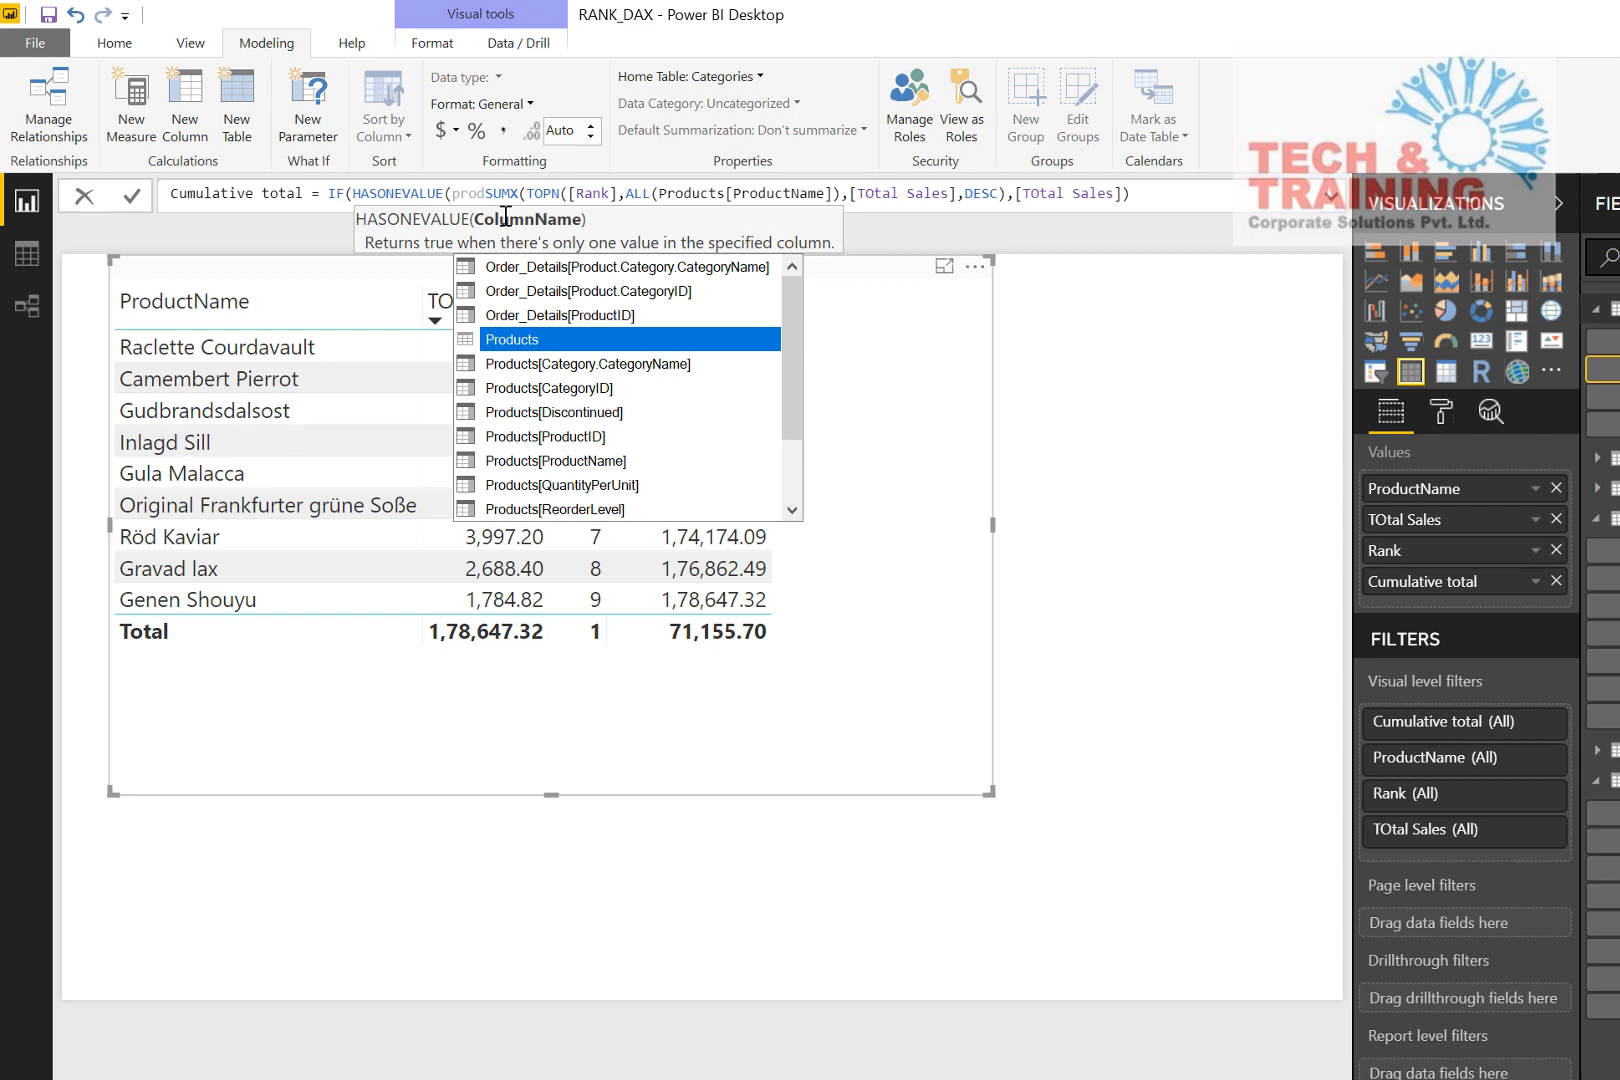 Visual tools
RANK_DAX - Power BI Desktop
File
Home
View
Modeling
Help
Format
Data / Drill
Manage
Relationships
New
Measure
New
Column
New
Table
New
Parameter
Sort by
Column
Data type:
Format: General
$ % , .00 Auto
Home Table: Categories
Data Category: Uncategorized
Default Summarization: Don't summarize
Manage
Roles
View as
Roles
New
Group
Edit
Groups
Mark as
Date Table
Relationships
Calculations
What If
Sort
Formatting
Properties
Security
Groups
Calendars
TECH &
TRAINING
Corporate Solutions Pvt. Ltd.
Cumulative total = IF(HASONEVALUE(prodSUMX(TOPN([Rank],ALL(Products[ProductName]),[TOtal Sales],DESC),[TOtal Sales])
HASONEVALUE(ColumnName)
Returns true when there's only one value in the specified column.
Order_Details[Product.Category.CategoryName]
Order_Details[Product.CategoryID]
Order_Details[ProductID]
Products
Products[Category.CategoryName]
Products[CategoryID]
Products[Discontinued]
Products[ProductID]
Products[ProductName]
Products[QuantityPerUnit]
Products[ReorderLevel]
ProductName TO
Raclette Courdavault
Camembert Pierrot
Gudbrandsdalsost
Inlagd Sill
Gula Malacca
Original Frankfurter grüne Soße
Röd Kaviar 3,997.20 7 1,74,174.09
Gravad lax 2,688.40 8 1,76,862.49
Genen Shouyu 1,784.82 9 1,78,647.32
Total 1,78,647.32 1 71,155.70
VISUALIZATIONS
FIE
123
R
Values
ProductName
TOtal Sales
Rank
Cumulative total
FILTERS
Visual level filters
Cumulative total (All)
ProductName (All)
Rank (All)
TOtal Sales (All)
Page level filters
Drag data fields here
Drillthrough filters
Drag drillthrough fields here
Report level filters
Drag data fields here